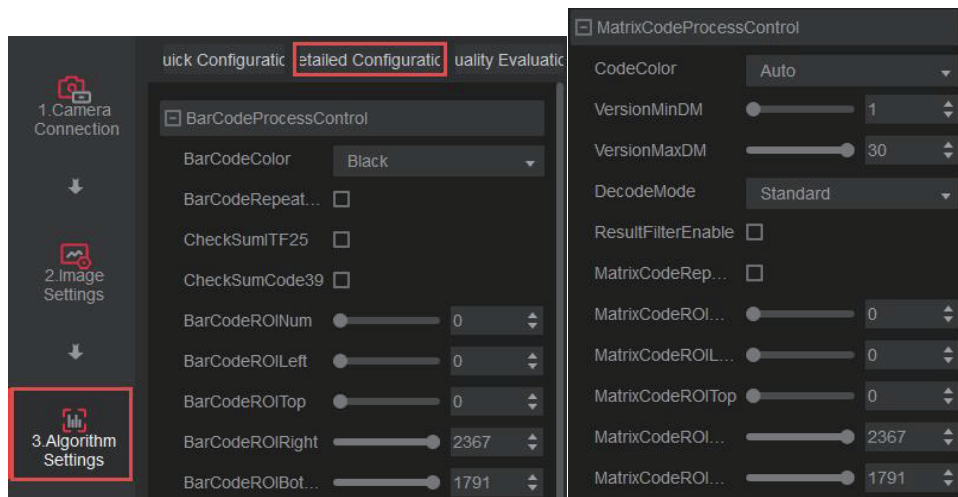 1.Camera
Connection
2.Image
Settings
3.Algorithm
Settings
uick Configuratic etailed Configuratic uality Evaluatic
BarCodeProcessControl
BarCodeColor Black
BarCodeRepeat...
CheckSumITF25
CheckSumCode39
BarCodeROINum 0
BarCodeROILeft 0
BarCodeROITop 0
BarCodeROIRight 2367
BarCodeROIBot... 1791
MatrixCodeProcessControl
CodeColor Auto
VersionMinDM 1
VersionMaxDM 30
DecodeMode Standard
ResultFilterEnable
MatrixCodeRep...
MatrixCodeROI... 0
MatrixCodeROIL... 0
MatrixCodeROITop 0
MatrixCodeROI... 2367
MatrixCodeROI... 1791